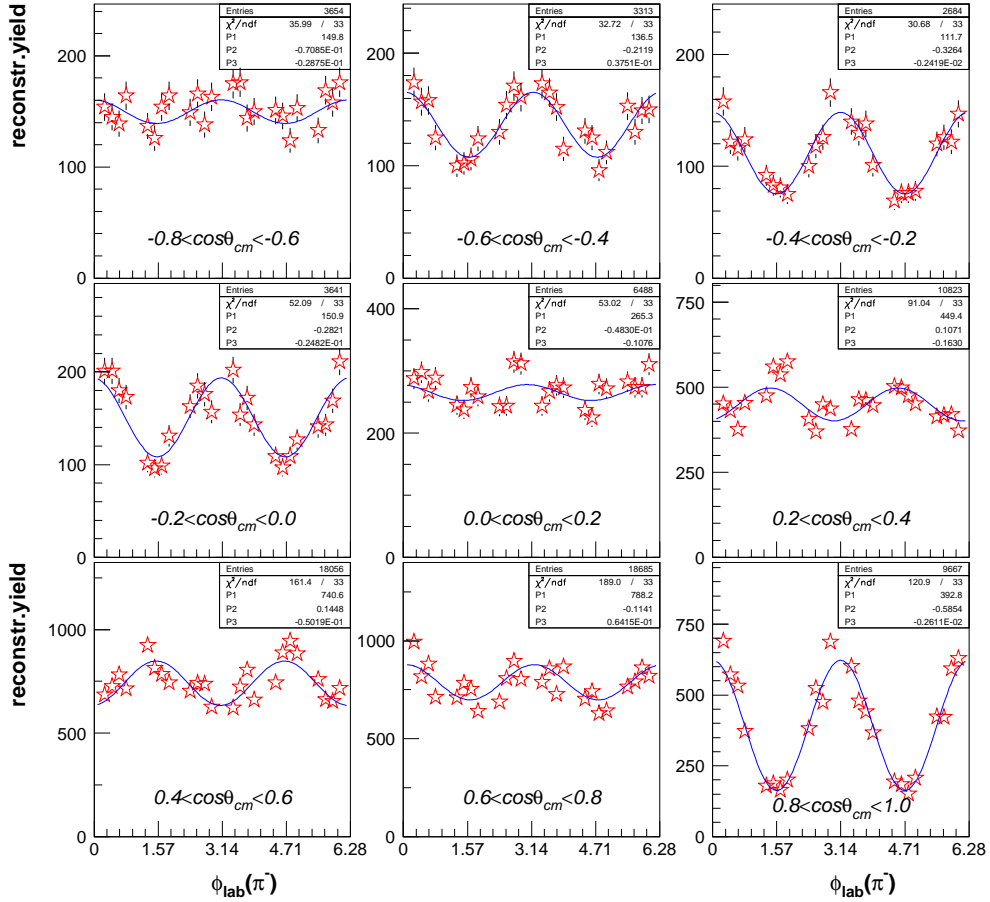 reconstr.yield
Entries 3654
χ²/ndf 35.99 / 33
P1 149.8
P2 -0.7085E-01
P3 -0.2875E-01
200
100
0
-0.8<cosθcm<-0.6
Entries 3313
χ²/ndf 32.72 / 33
P1 136.5
P2 -0.2119
P3 0.3751E-01
200
100
0
-0.6<cosθcm<-0.4
Entries 2684
χ²/ndf 30.68 / 33
P1 111.7
P2 -0.3264
P3 -0.2419E-02
200
100
0
-0.4<cosθcm<-0.2
Entries 3641
χ²/ndf 52.09 / 33
P1 150.9
P2 -0.2821
P3 -0.2482E-01
200
100
0
-0.2<cosθcm<0.0
Entries 6488
χ²/ndf 53.02 / 33
P1 265.3
P2 -0.4830E-01
P3 -0.1076
400
200
0
0.0<cosθcm<0.2
Entries 10823
χ²/ndf 91.04 / 33
P1 449.4
P2 0.1071
P3 -0.1630
750
500
250
0
0.2<cosθcm<0.4
reconstr.yield
Entries 18056
χ²/ndf 161.4 / 33
P1 740.6
P2 0.1448
P3 -0.5019E-01
1000
500
0
0.4<cosθcm<0.6
0 1.57 3.14 4.71 6.28
ϕlab(π-)
Entries 18685
χ²/ndf 189.0 / 33
P1 788.2
P2 -0.1141
P3 0.6415E-01
1000
500
0
0.6<cosθcm<0.8
0 1.57 3.14 4.71 6.28
Entries 9667
χ²/ndf 120.9 / 33
P1 392.8
P2 -0.5854
P3 -0.2611E-02
750
500
250
0
0.8<cosθcm<1.0
0 1.57 3.14 4.71 6.28
ϕlab(π-)